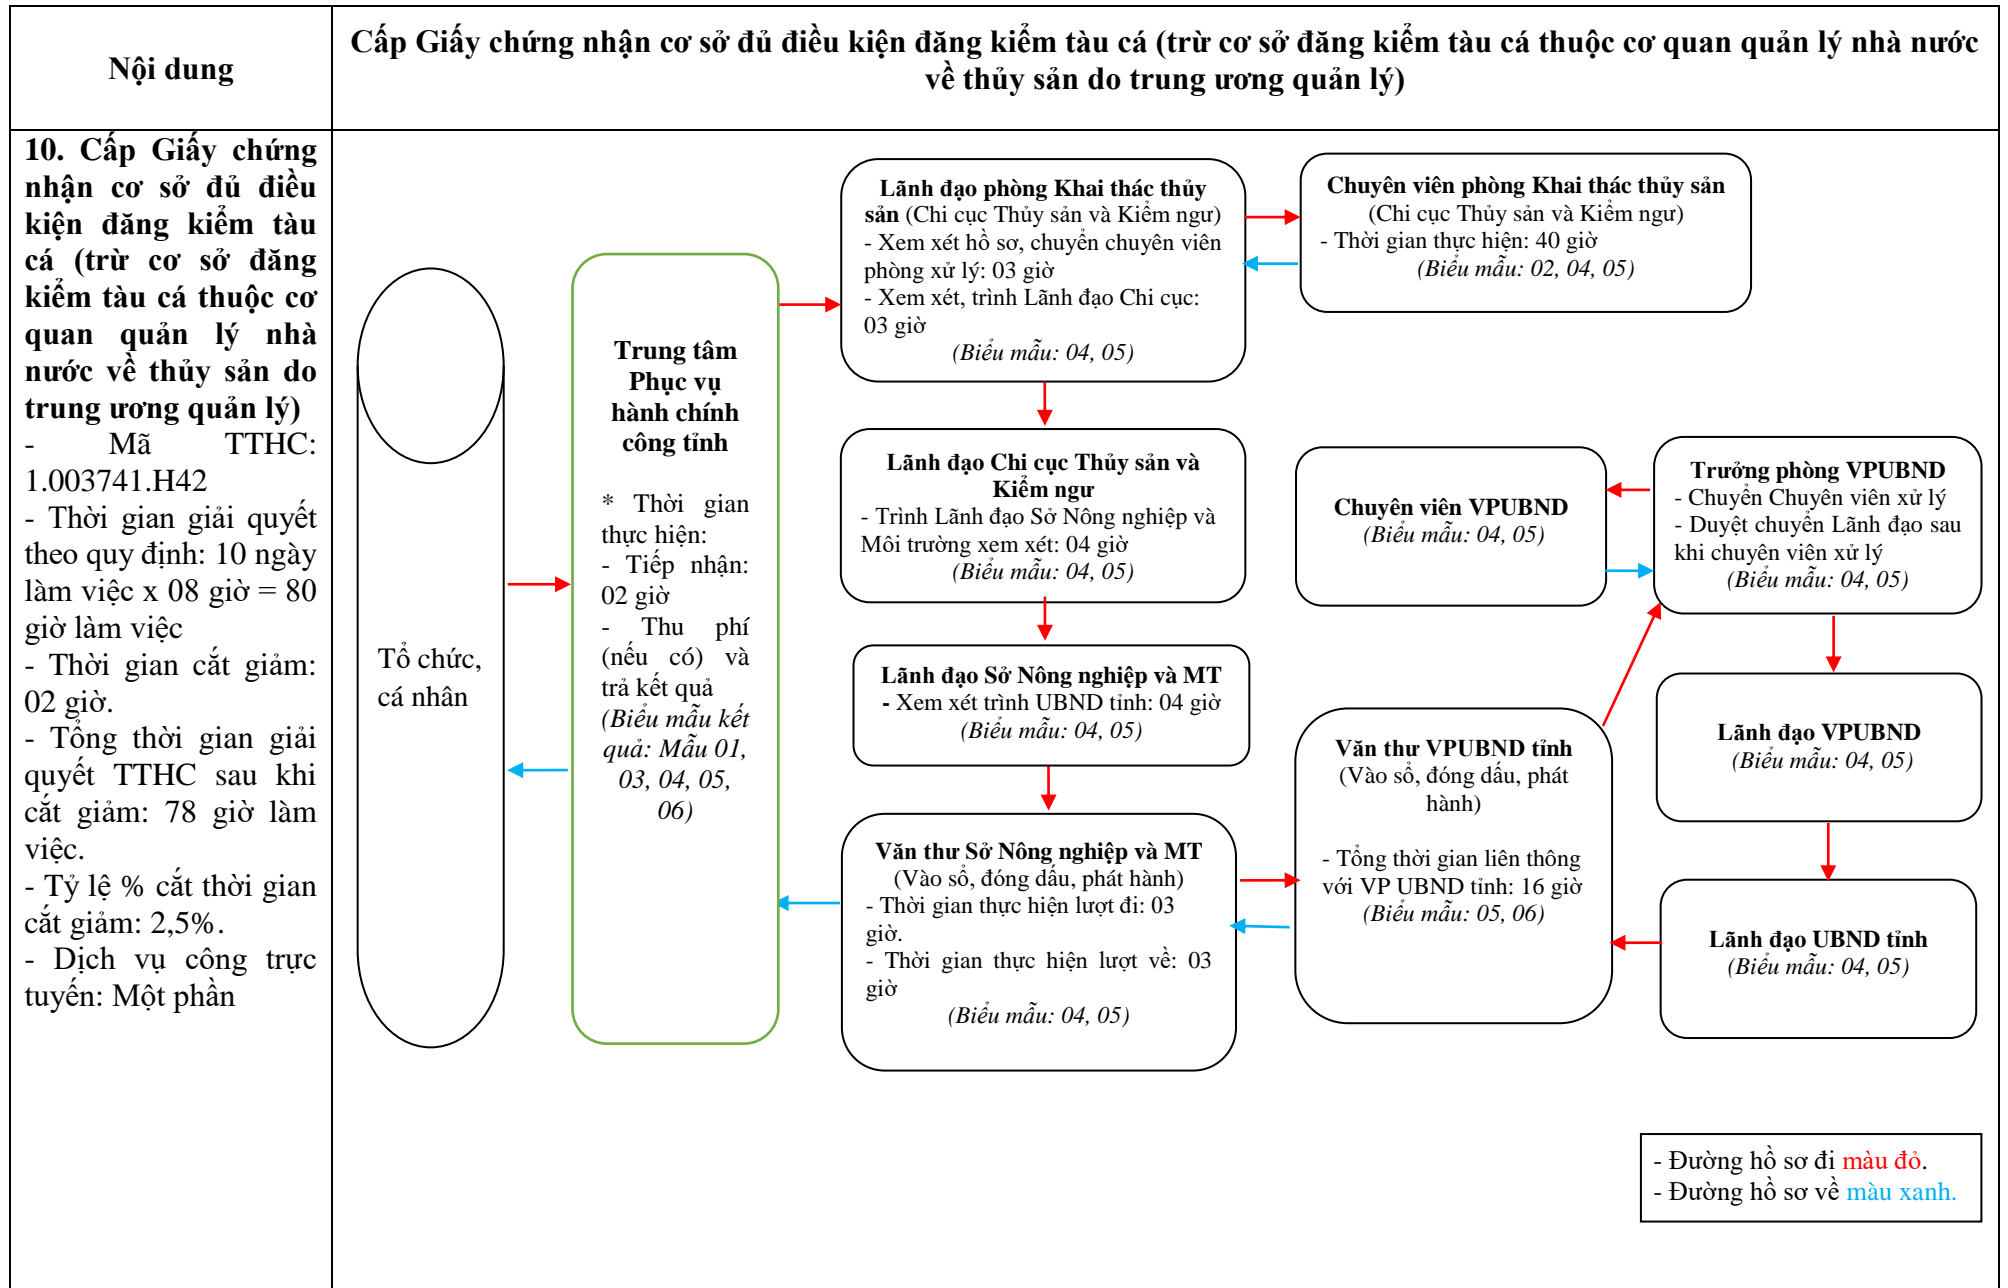 Nội dung
Cấp Giấy chứng nhận cơ sở đủ điều kiện đăng kiểm tàu cá (trừ cơ sở đăng kiểm tàu cá thuộc cơ quan quản lý nhà nước
về thủy sản do trung ương quản lý)
10. Cấp Giấy chứng
nhận cơ sở đủ điều
kiện đăng kiểm tàu
cá (trừ cơ sở đăng
kiểm tàu cá thuộc cơ
quan quản lý nhà
nước về thủy sản do
trung ương quản lý)
- Mã TTHC:
1.003741.H42
- Thời gian giải quyết
theo quy định: 10 ngày
làm việc x 08 giờ = 80
giờ làm việc
- Thời gian cắt giảm:
02 giờ.
- Tổng thời gian giải
quyết TTHC sau khi
cắt giảm: 78 giờ làm
việc.
- Tỷ lệ % cắt thời gian
cắt giảm: 2,5%.
- Dịch vụ công trực
tuyến: Một phần
Tổ chức,
cá nhân
Trung tâm
Phục vụ
hành chính
công tỉnh
* Thời gian
thực hiện:
- Tiếp nhận:
02 giờ
- Thu phí
(nếu có) và
trả kết quả
(Biểu mẫu kết
quả: Mẫu 01,
03, 04, 05,
06)
Lãnh đạo phòng Khai thác thủy
sản (Chi cục Thủy sản và Kiểm ngư)
- Xem xét hồ sơ, chuyển chuyên viên
phòng xử lý: 03 giờ
- Xem xét, trình Lãnh đạo Chi cục:
03 giờ
(Biểu mẫu: 04, 05)
Chuyên viên phòng Khai thác thủy sản
(Chi cục Thủy sản và Kiểm ngư)
- Thời gian thực hiện: 40 giờ
(Biểu mẫu: 02, 04, 05)
Lãnh đạo Chi cục Thủy sản và
Kiểm ngư
- Trình Lãnh đạo Sở Nông nghiệp và
Môi trường xem xét: 04 giờ
(Biểu mẫu: 04, 05)
Lãnh đạo Sở Nông nghiệp và MT
- Xem xét trình UBND tỉnh: 04 giờ
(Biểu mẫu: 04, 05)
Văn thư Sở Nông nghiệp và MT
(Vào sổ, đóng dấu, phát hành)
- Thời gian thực hiện lượt đi: 03
giờ.
- Thời gian thực hiện lượt về: 03
giờ
(Biểu mẫu: 04, 05)
Văn thư VPUBND tỉnh
(Vào sổ, đóng dấu, phát
hành)
- Tổng thời gian liên thông
với VP UBND tỉnh: 16 giờ
(Biểu mẫu: 05, 06)
Chuyên viên VPUBND
(Biểu mẫu: 04, 05)
Trưởng phòng VPUBND
- Chuyển Chuyên viên xử lý
- Duyệt chuyển Lãnh đạo sau
khi chuyên viên xử lý
(Biểu mẫu: 04, 05)
Lãnh đạo VPUBND
(Biểu mẫu: 04, 05)
Lãnh đạo UBND tỉnh
(Biểu mẫu: 04, 05)
- Đường hồ sơ đi màu đỏ.
- Đường hồ sơ về màu xanh.